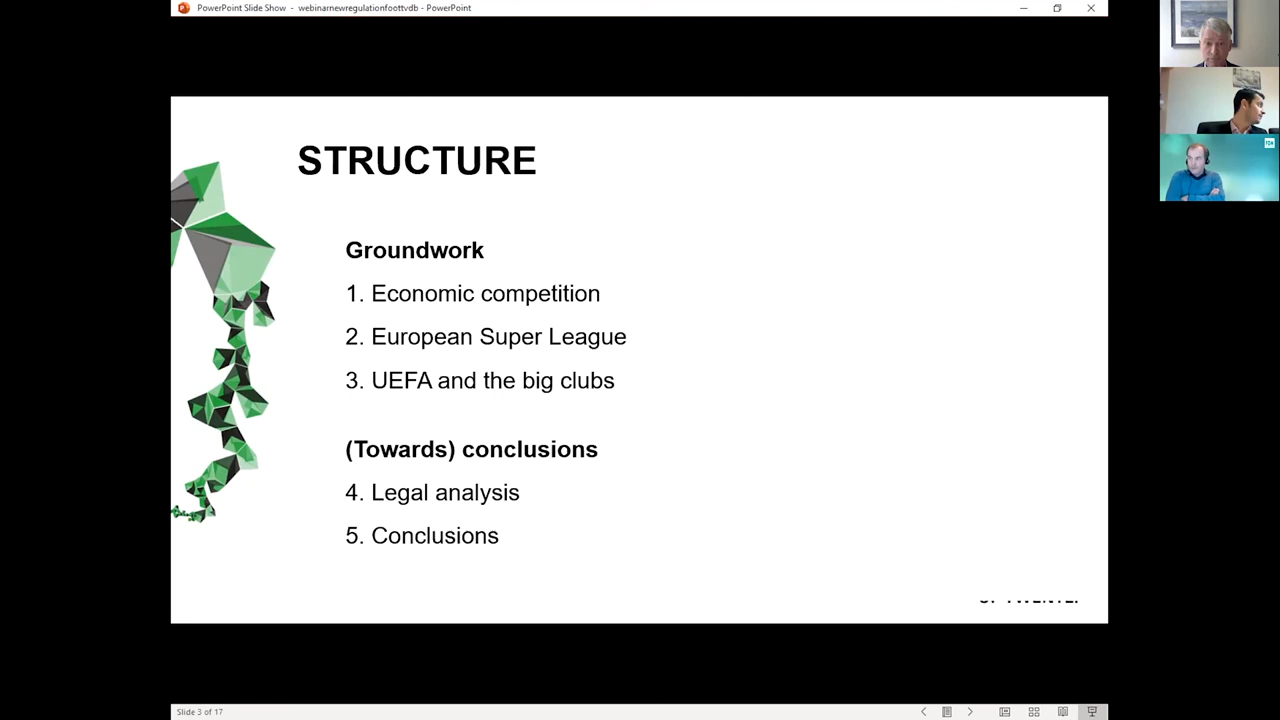 PowerPoint Slide Show - webinarnewregulationfoottvdb - PowerPoint
STRUCTURE
Groundwork
1. Economic competition
2. European Super League
3. UEFA and the big clubs
(Towards) conclusions
4. Legal analysis
5. Conclusions
Slide 3 of 17